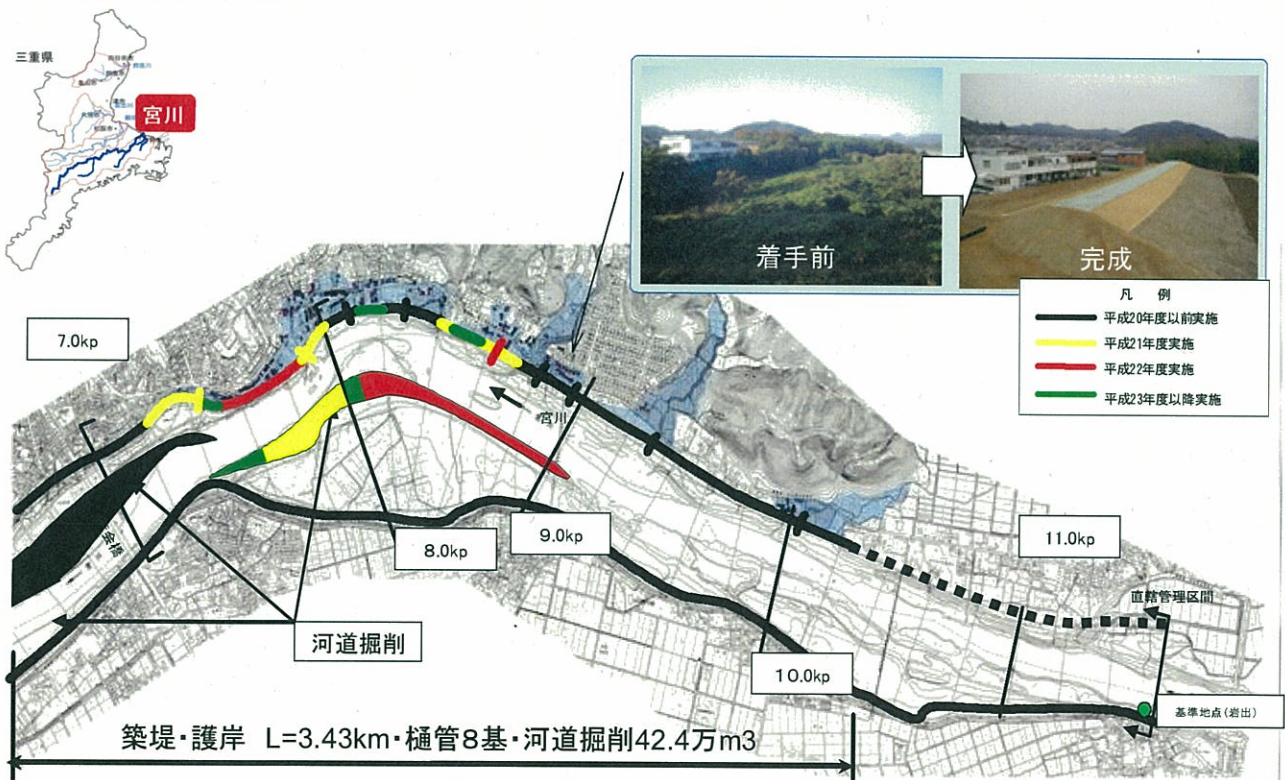 三重県
宮川
着手前
完成
凡 例
平成20年度以前実施
平成21年度実施
平成22年度実施
平成23年度以降実施
7.0kp
宮川
8.0kp
9.0kp
11.0kp
直轄管理区間
河道掘削
10.0kp
基準地点(岩出)
築堤・護岸 L=3.43km・樋管8基・河道掘削42.4万m3